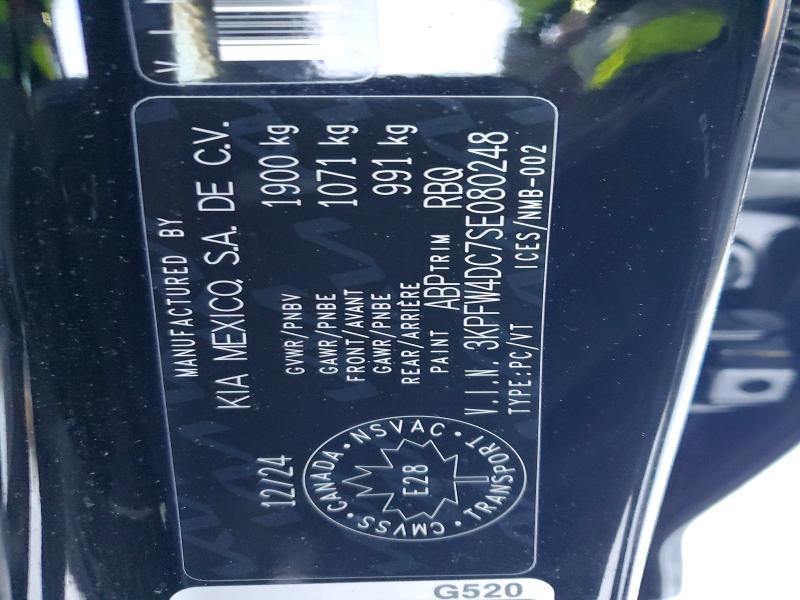 V I N
MANUFACTURED BY
KIA MEXICO, S.A. DE C.V.
12/24
GVWR/PNBV 1900 kg
GAWR/PNBE FRONT/AVANT 1071 kg
GAWR/PNBE REAR/ARRIÈRE 991 kg
PAINT ABP TRIM RBQ
V.I.N. 3KPFW4DC7SE080248
TYPE:PC/VT ICES/NMB-002
CANADA • NSVAC • TRANSPORT • CMVSS •
E28
G520